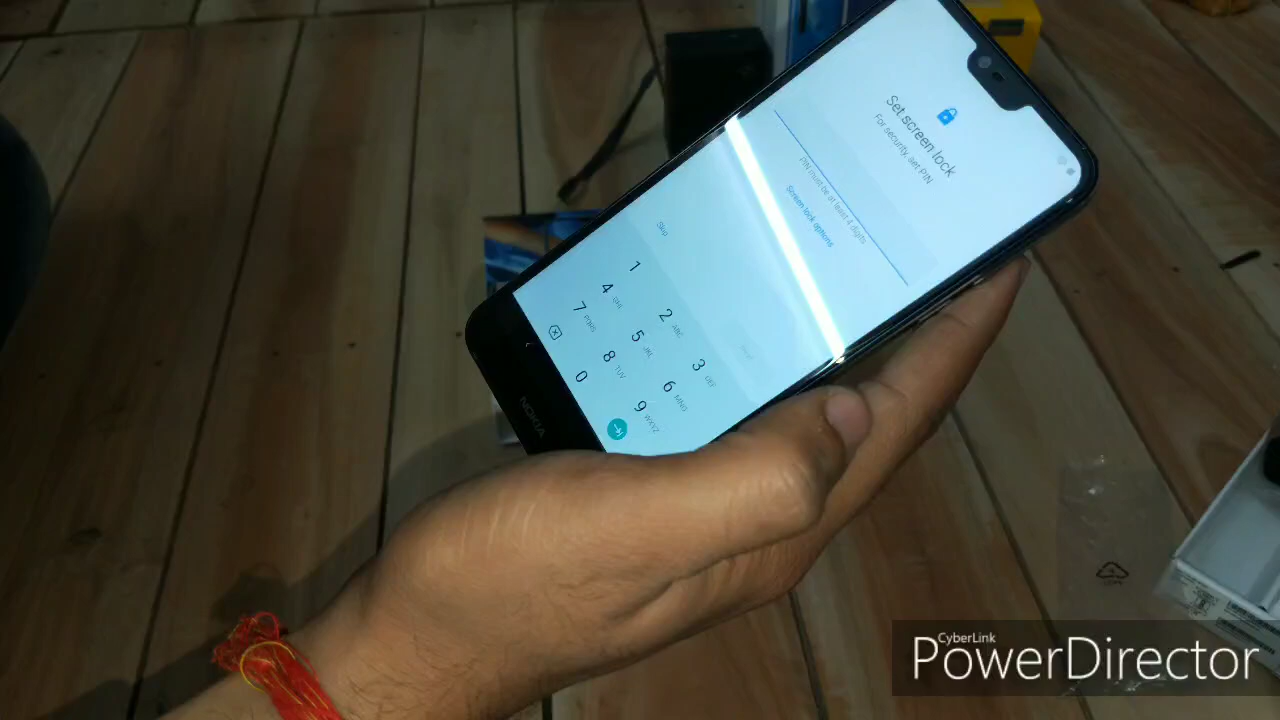 Set screen lock
For security, set PIN
PIN must be at least 4 digits
Screen lock options
Skip
1
2 ABC
3 DEF
4 GHI
5 JKL
6 MNO
7 PQRS
8 TUV
9 WXYZ
0
NOKIA
CyberLink
PowerDirector